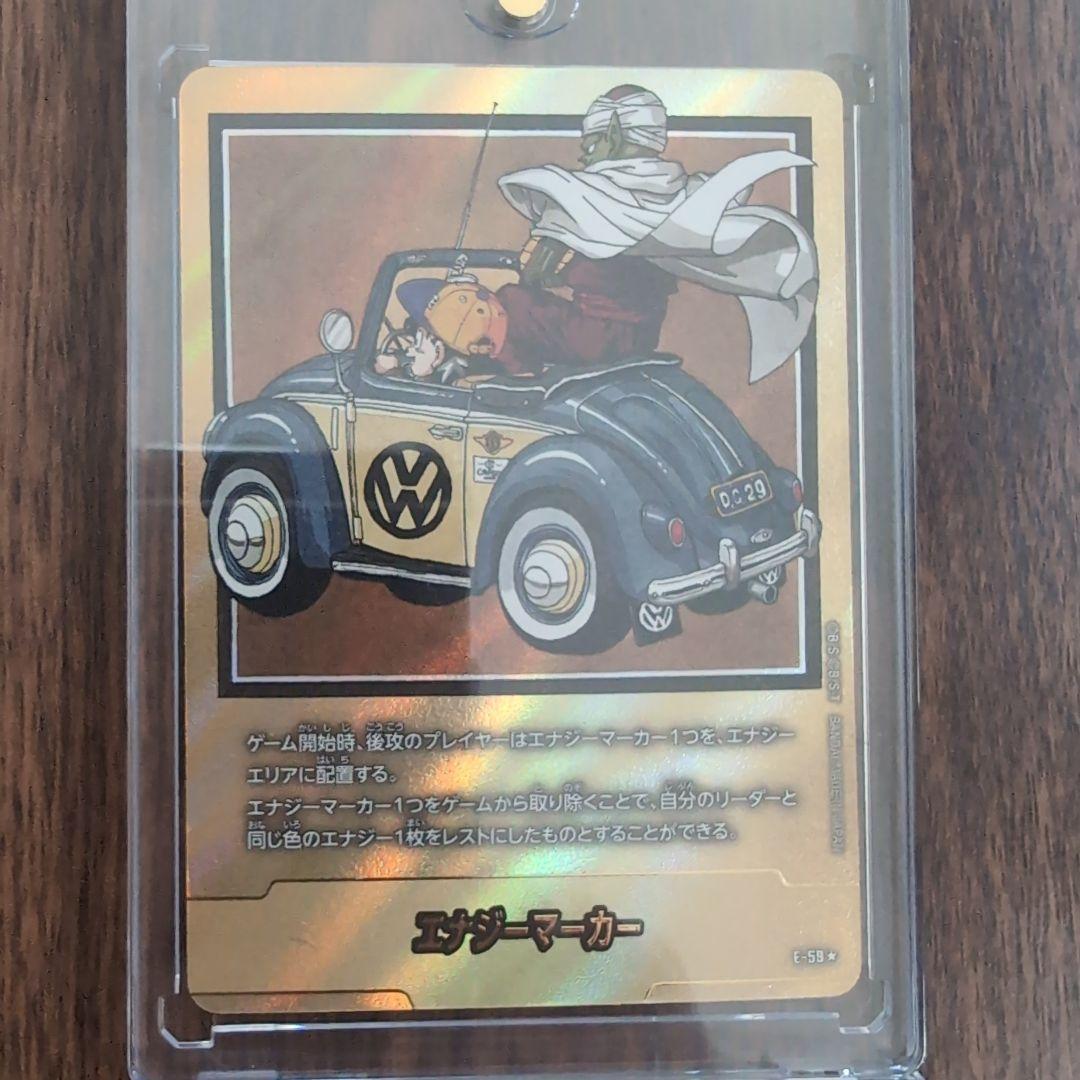 D.C 29
ゲーム開始時、後攻のプレイヤーはエナジーマーカー1つを、エナジー
エリアに配置する。
エナジーマーカー1つをゲームから取り除くことで、自分のリーダーと
同じ色のエナジー1枚をレストにしたものとすることができる。
エナジーマーカー
E-59★
©B.S ©B.S.T BANDAI